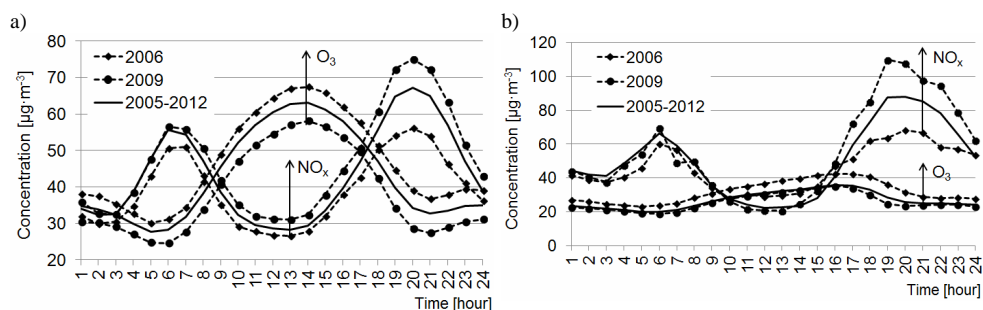 a)
80
70
60
50
40
30
20
Concentration [µg·m⁻³]
2006
2009
2005-2012
O₃
NOₓ
1 2 3 4 5 6 7 8 9 10 11 12 13 14 15 16 17 18 19 20 21 22 23 24
Time [hour]
b)
120
100
80
60
40
20
0
Concentration [µg·m⁻³]
2006
2009
2005-2012
NOₓ
O₃
1 2 3 4 5 6 7 8 9 10 11 12 13 14 15 16 17 18 19 20 21 22 23 24
Time [hour]